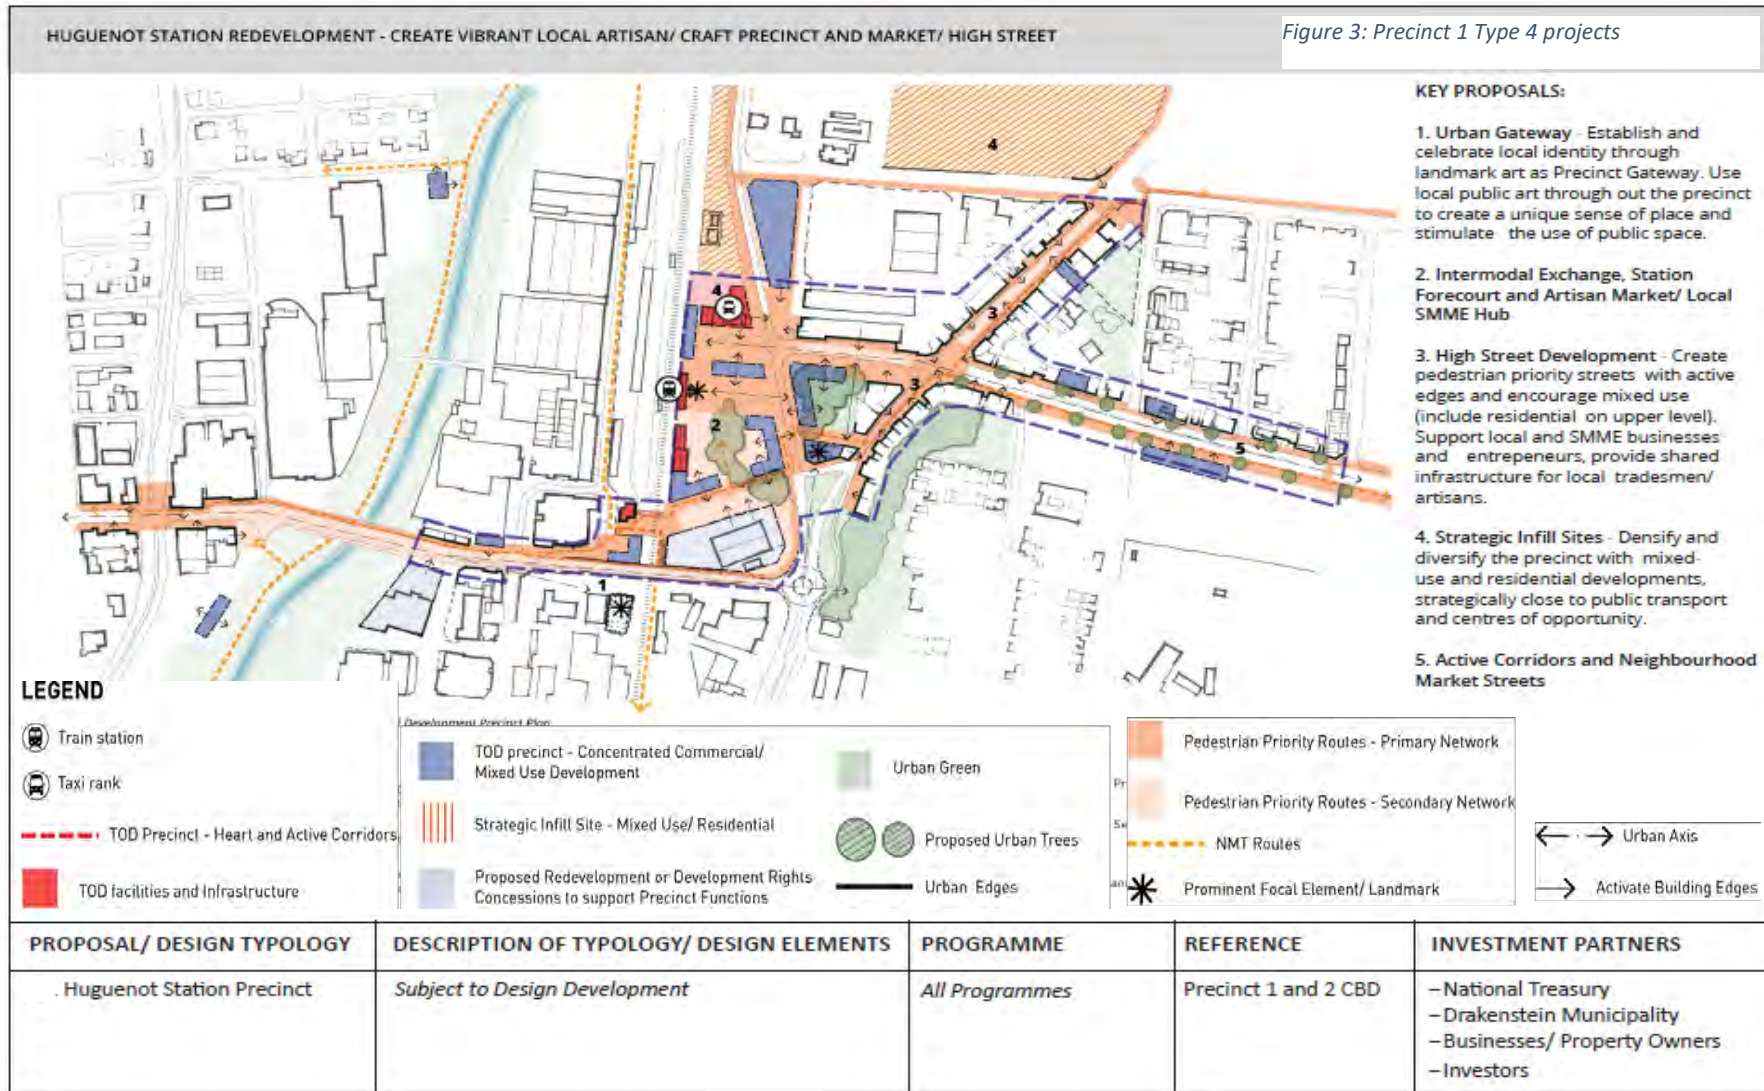 HUGUENOT STATION REDEVELOPMENT - CREATE VIBRANT LOCAL ARTISAN/ CRAFT PRECINCT AND MARKET/ HIGH STREET
Figure 3: Precinct 1 Type 4 projects
KEY PROPOSALS:
1. Urban Gateway - Establish and
celebrate local identity through
landmark art as Precinct Gateway. Use
local public art through out the precinct
to create a unique sense of place and
stimulate the use of public space.
2. Intermodal Exchange, Station
Forecourt and Artisan Market/ Local
SMME Hub
3. High Street Development - Create
pedestrian priority streets with active
edges and encourage mixed use
(include residential on upper level).
Support local and SMME businesses
and entrepeneurs, provide shared
infrastructure for local tradesmen/
artisans.
4. Strategic Infill Sites - Densify and
diversify the precinct with mixed-
use and residential developments,
strategically close to public transport
and centres of opportunity.
5. Active Corridors and Neighbourhood
Market Streets
4
4
3
3
2
5
1
LEGEND
Train station
Taxi rank
TOD Precinct - Heart and Active Corridors
TOD facilities and Infrastructure
Development Precinct Plan
TOD precinct - Concentrated Commercial/
Mixed Use Development
Strategic Infill Site - Mixed Use/ Residential
Proposed Redevelopment or Development Rights
Concessions to support Precinct Functions
Urban Green
Proposed Urban Trees
Urban Edges
Pr
Se
an
Pedestrian Priority Routes - Primary Network
Pedestrian Priority Routes - Secondary Network
NMT Routes
Prominent Focal Element/ Landmark
Urban Axis
Activate Building Edges
PROPOSAL/ DESIGN TYPOLOGY
DESCRIPTION OF TYPOLOGY/ DESIGN ELEMENTS
PROGRAMME
REFERENCE
INVESTMENT PARTNERS
. Huguenot Station Precinct
Subject to Design Development
All Programmes
Precinct 1 and 2 CBD
–National Treasury
–Drakenstein Municipality
–Businesses/ Property Owners
–Investors